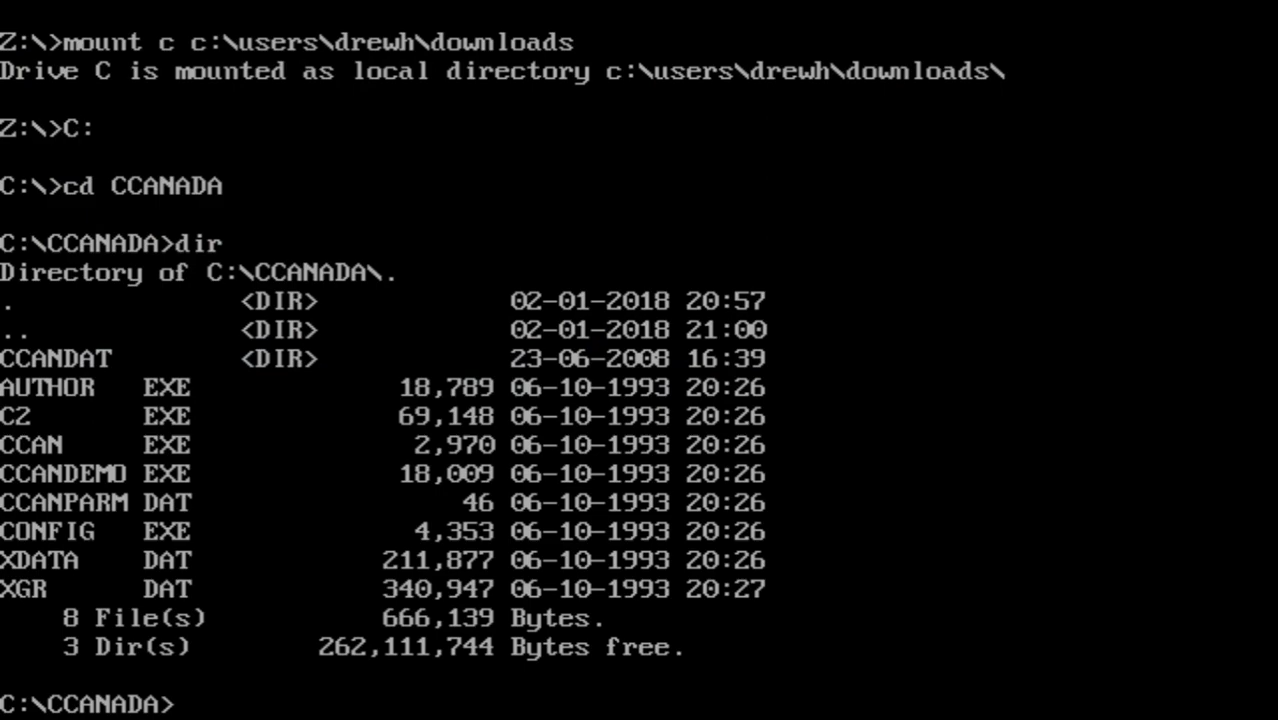 Z:\>mount c c:\users\drewh\downloads
Drive C is mounted as local directory c:\users\drewh\downloads\
Z:\>C:
C:\>cd CCANADA
C:\CCANADA>dir
Directory of C:\CCANADA\.
. <DIR> 02-01-2018 20:57
.. <DIR> 02-01-2018 21:00
CCANDAT <DIR> 23-06-2008 16:39
AUTHOR EXE 18,789 06-10-1993 20:26
C2 EXE 69,148 06-10-1993 20:26
CCAN EXE 2,970 06-10-1993 20:26
CCANDEMO EXE 18,009 06-10-1993 20:26
CCANPARM DAT 46 06-10-1993 20:26
CONFIG EXE 4,353 06-10-1993 20:26
XDATA DAT 211,877 06-10-1993 20:26
XGR DAT 340,947 06-10-1993 20:27
8 File(s) 666,139 Bytes.
3 Dir(s) 262,111,744 Bytes free.
C:\CCANADA>